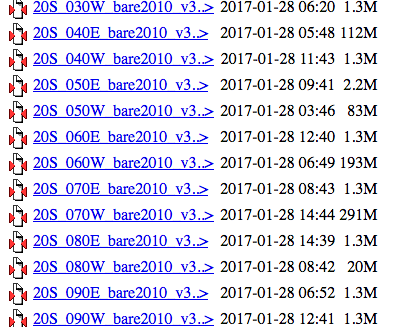 20S_030W_bare2010_v3..> 2017-01-28 06:20 1.3M
20S_040E_bare2010_v3..> 2017-01-28 05:48 112M
20S_040W_bare2010_v3..> 2017-01-28 11:43 1.3M
20S_050E_bare2010_v3..> 2017-01-28 09:41 2.2M
20S_050W_bare2010_v3..> 2017-01-28 03:46 83M
20S_060E_bare2010_v3..> 2017-01-28 12:40 1.3M
20S_060W_bare2010_v3..> 2017-01-28 06:49 193M
20S_070E_bare2010_v3..> 2017-01-28 08:43 1.3M
20S_070W_bare2010_v3..> 2017-01-28 14:44 291M
20S_080E_bare2010_v3..> 2017-01-28 14:39 1.3M
20S_080W_bare2010_v3..> 2017-01-28 08:42 20M
20S_090E_bare2010_v3..> 2017-01-28 06:52 1.3M
20S_090W_bare2010_v3..> 2017-01-28 12:41 1.3M